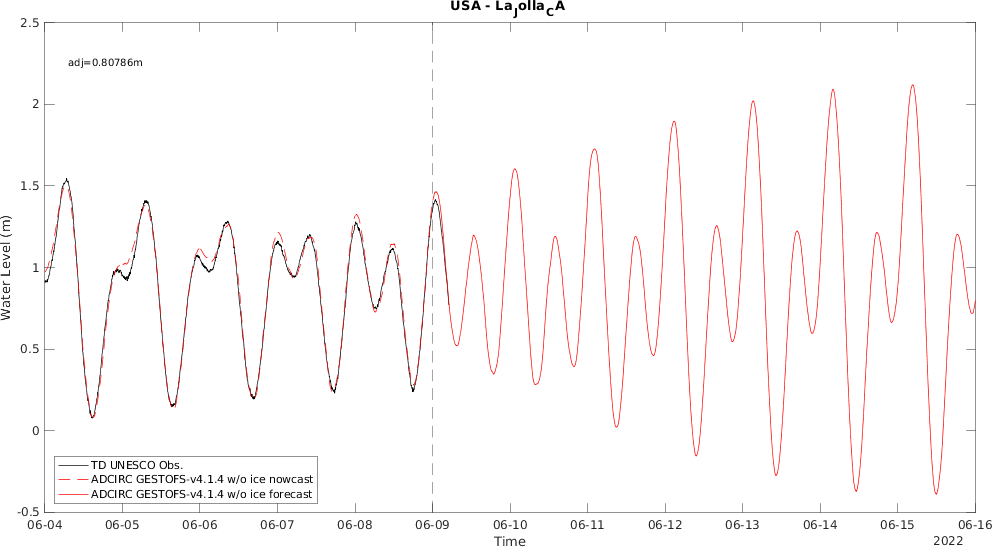 USA - LaJollaCA
adj=0.80786m
2.5
2
1.5
1
0.5
0
-0.5
Water Level (m)
TD UNESCO Obs.
ADCIRC GESTOFS-v4.1.4 w/o ice nowcast
ADCIRC GESTOFS-v4.1.4 w/o ice forecast
06-04 06-05 06-06 06-07 06-08 06-09 06-10 06-11 06-12 06-13 06-14 06-15 06-16
Time
2022